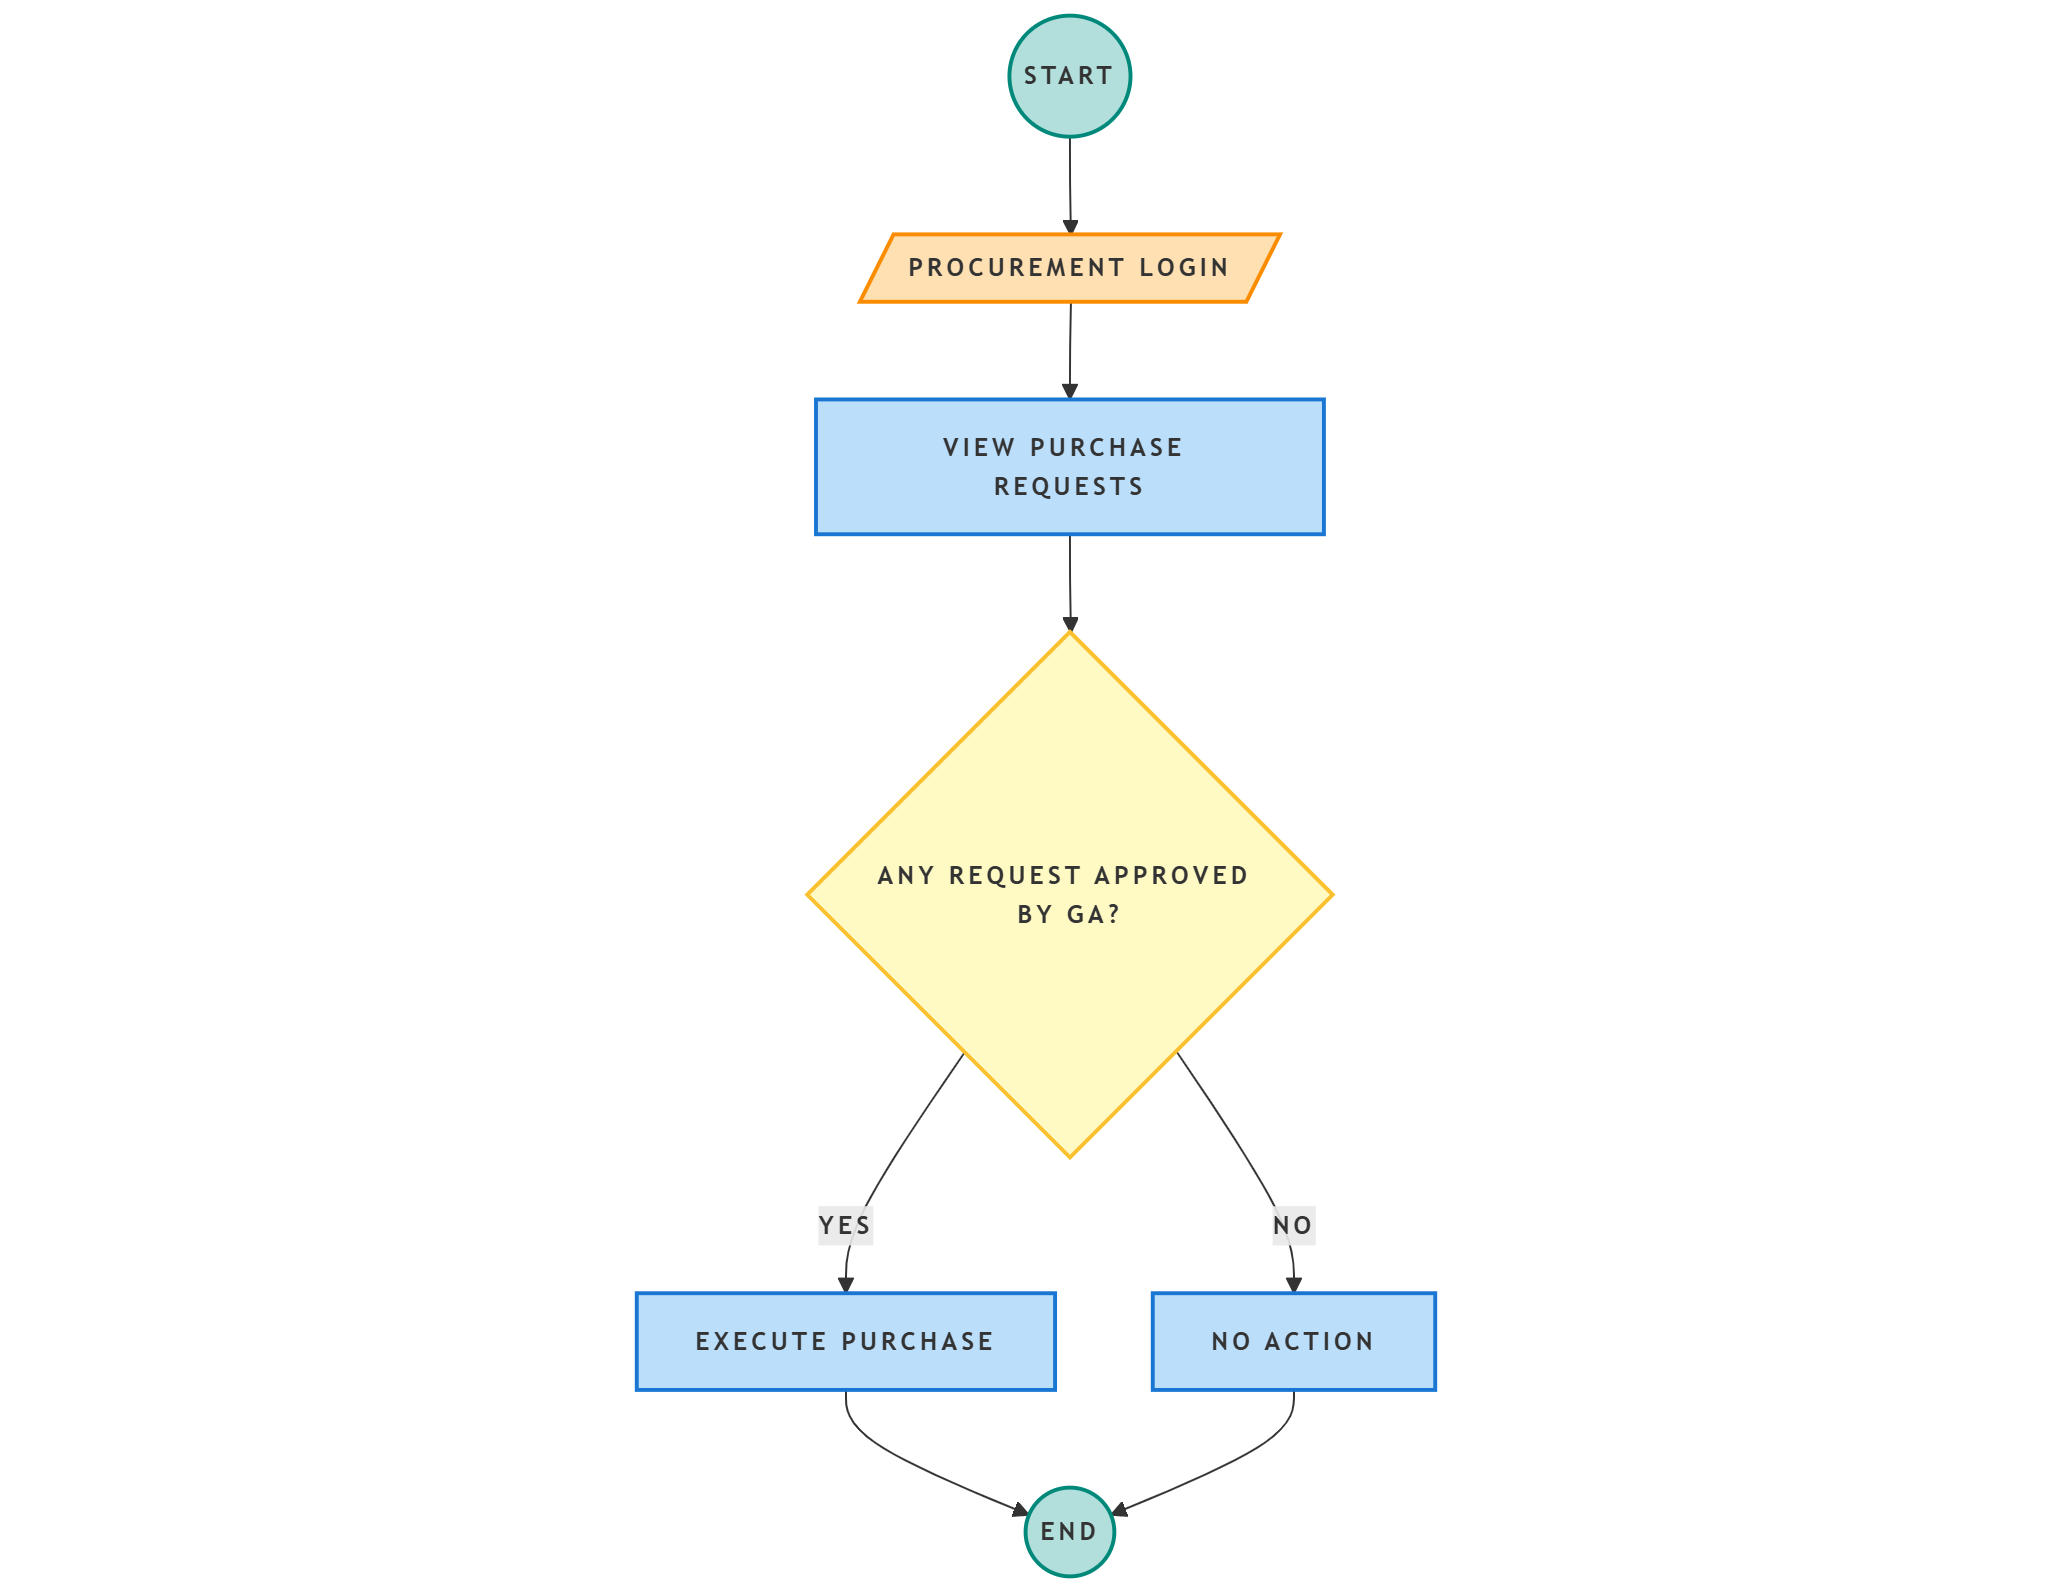 START
PROCUREMENT LOGIN
VIEW PURCHASE
REQUESTS
ANY REQUEST APPROVED
BY GA?
YES
NO
EXECUTE PURCHASE
NO ACTION
END